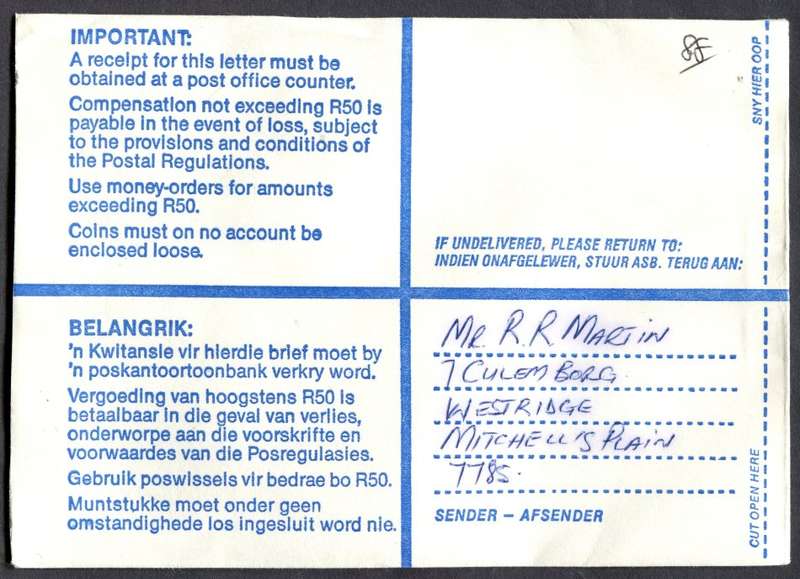 IMPORTANT:
A receipt for this letter must be
obtained at a post office counter.
Compensation not exceeding R50 is
payable in the event of loss, subject
to the provisions and conditions of
the Postal Regulations.
Use money-orders for amounts
exceeding R50.
Coins must on no account be
enclosed loose.
SNY HIER OOP
IF UNDELIVERED, PLEASE RETURN TO:
INDIEN ONAFGELEWER, STUUR ASB. TERUG AAN:
BELANGRIK:
'n Kwitansie vir hierdie brief moet by
'n poskantoortoonbank verkry word.
Vergoeding van hoogstens R50 is
betaalbaar in die geval van verlies,
onderworpe aan die voorskrifte en
voorwaardes van die Posregulasies.
Gebruik poswissels vir bedrae bo R50.
Muntstukke moet onder geen
omstandighede los ingesluit word nie.
MR. R. R. MARTIN
7 CULEMBORG
WESTRIDGE
MITCHELL'S PLAIN
7785.
SENDER – AFSENDER
CUT OPEN HERE